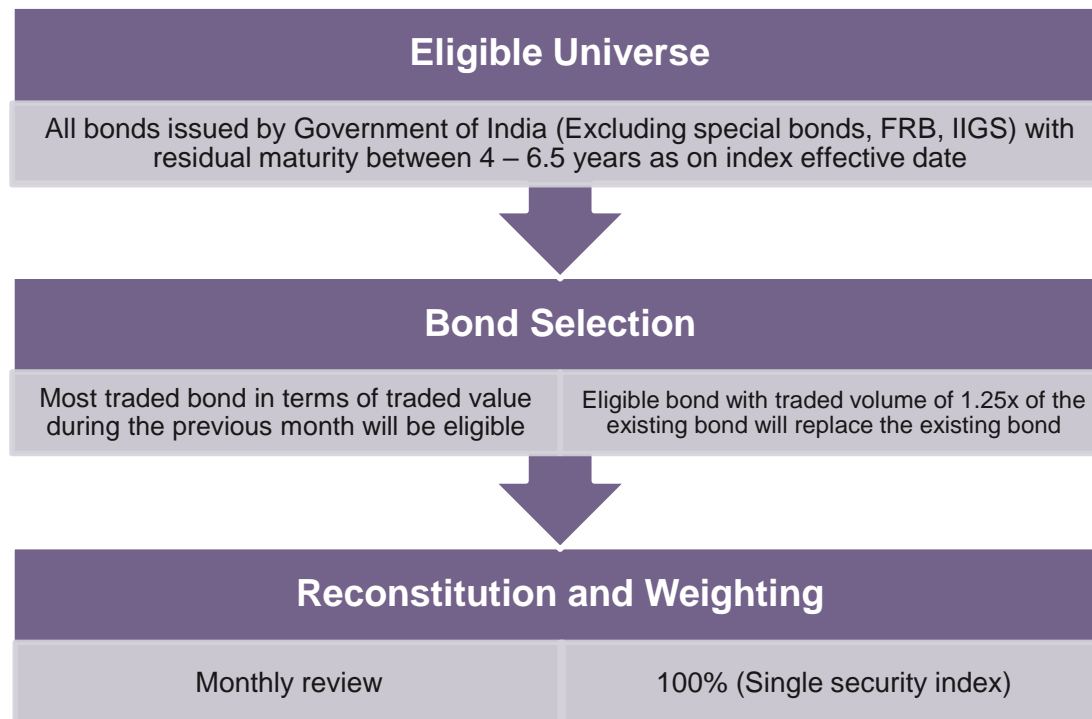 Eligible Universe
All bonds issued by Government of India (Excluding special bonds, FRB, IIGS) with
residual maturity between 4 – 6.5 years as on index effective date
Bond Selection
Most traded bond in terms of traded value
during the previous month will be eligible
Eligible bond with traded volume of 1.25x of the
existing bond will replace the existing bond
Reconstitution and Weighting
Monthly review
100% (Single security index)